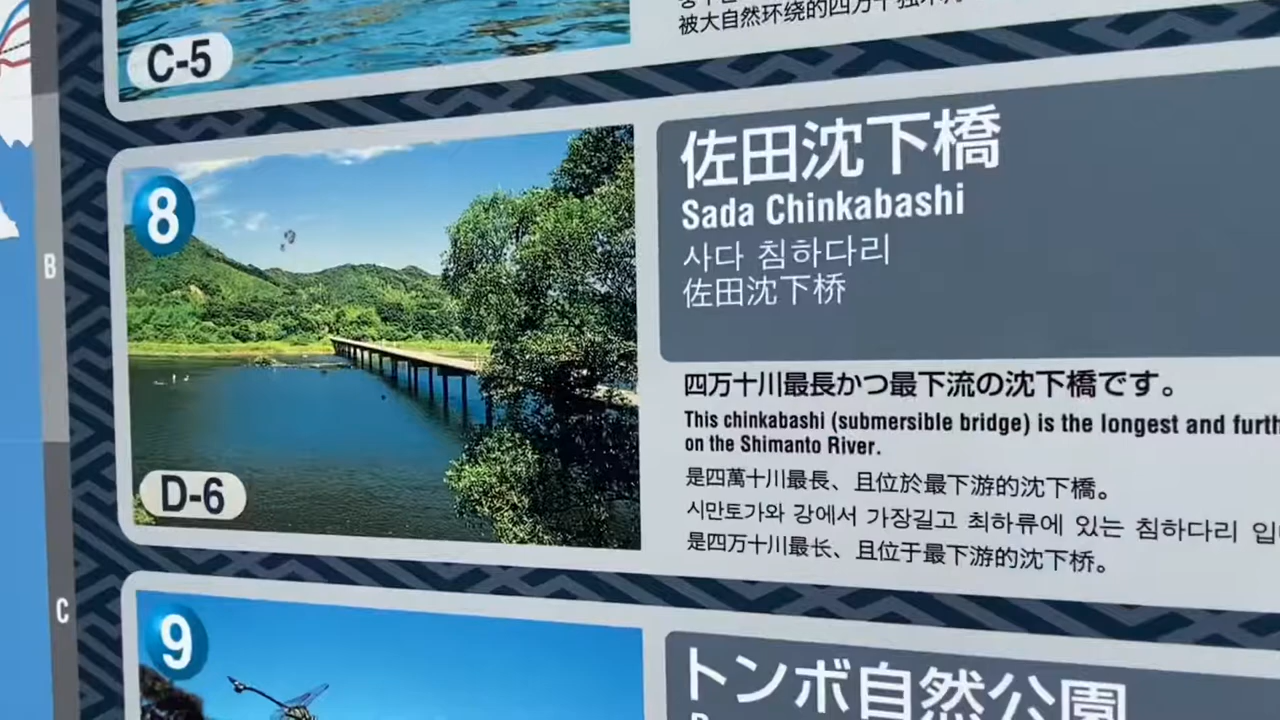 被大自然环绕的四万十
C-5
B
8
佐田沈下橋
Sada Chinkabashi
사다 침하다리
佐田沈下桥
四万十川最長かつ最下流の沈下橋です。
This chinkabashi (submersible bridge) is the longest and
on the Shimanto River.
是四萬十川最長、且位於最下游的沈下橋。
시만토가와 강에서 가장길고 최하류에 있는 침하다리
是四万十川最长、且位于最下游的沈下桥。
D-6
C
9
トンボ自然公園